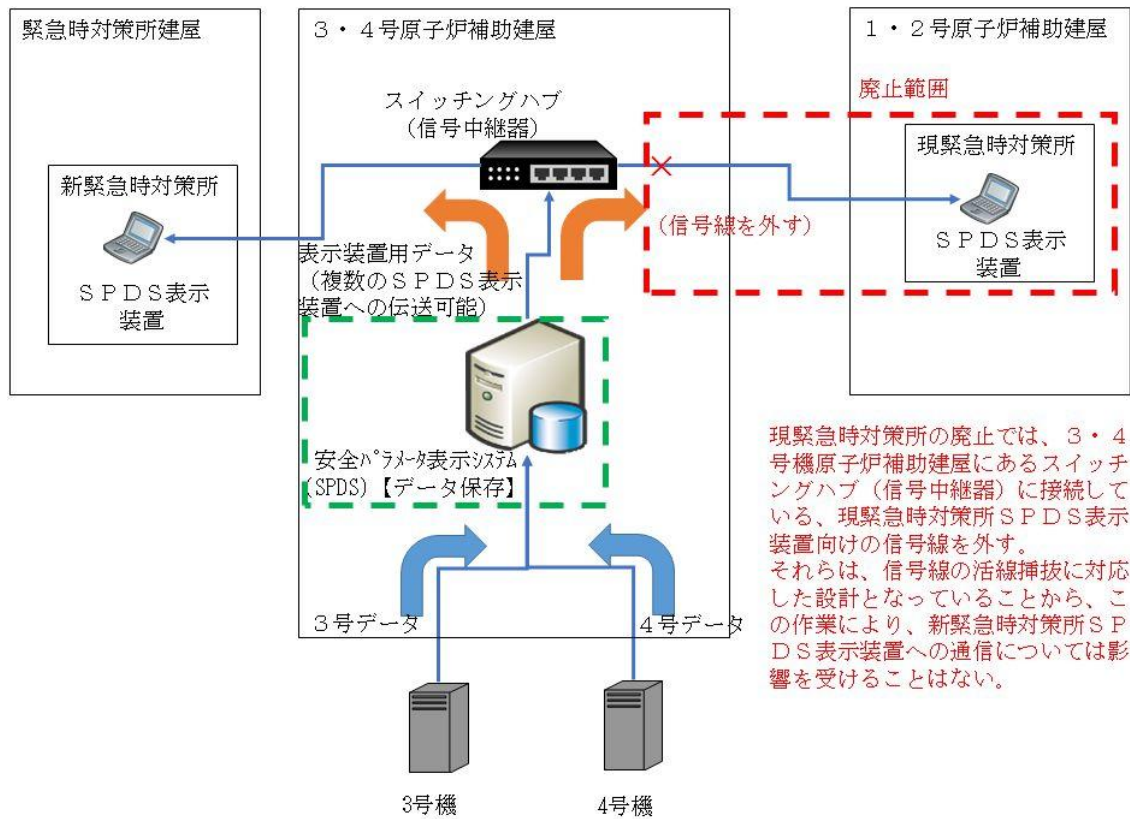 緊急時対策所建屋
３・４号原子炉補助建屋
１・２号原子炉補助建屋
スイッチングハブ
（信号中継器）
廃止範囲
新緊急時対策所
ＳＰＤＳ表示
装置
現緊急時対策所
ＳＰＤＳ表示
装置
（信号線を外す）
表示装置用データ
（複数のＳＰＤＳ表示
装置への伝送可能）
安全ﾊﾟﾗﾒｰﾀ表示ｼｽﾃﾑ
(SPDS)【データ保存】
３号データ
４号データ
3号機
4号機
現緊急時対策所の廃止では、３・４
号機原子炉補助建屋にあるスイッチ
ングハブ（信号中継器）に接続して
いる、現緊急時対策所ＳＰＤＳ表示
装置向けの信号線を外す。
それらは、信号線の活線挿抜に対応
した設計となっていることから、こ
の作業により、新緊急時対策所ＳＰ
ＤＳ表示装置への通信については影
響を受けることはない。